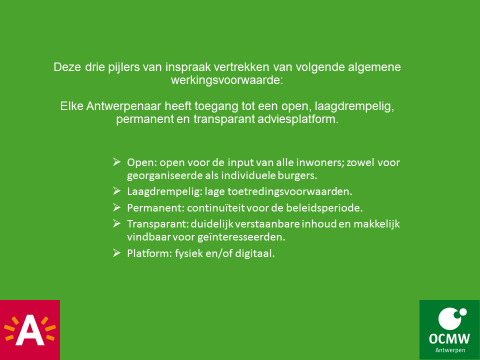 Deze drie pijlers van inspraak vertrekken van volgende algemene
werkingsvoorwaarde:
Elke Antwerpenaar heeft toegang tot een open, laagdrempelig,
permanent en transparant adviesplatform.
➢ Open: open voor de input van alle inwoners; zowel voor
georganiseerde als individuele burgers.
➢ Laagdrempelig: lage toetredingsvoorwaarden.
➢ Permanent: continuïteit voor de beleidsperiode.
➢ Transparant: duidelijk verstaanbare inhoud en makkelijk
vindbaar voor geïnteresseerden.
➢ Platform: fysiek en/of digitaal.
A
OCMW
Antwerpen